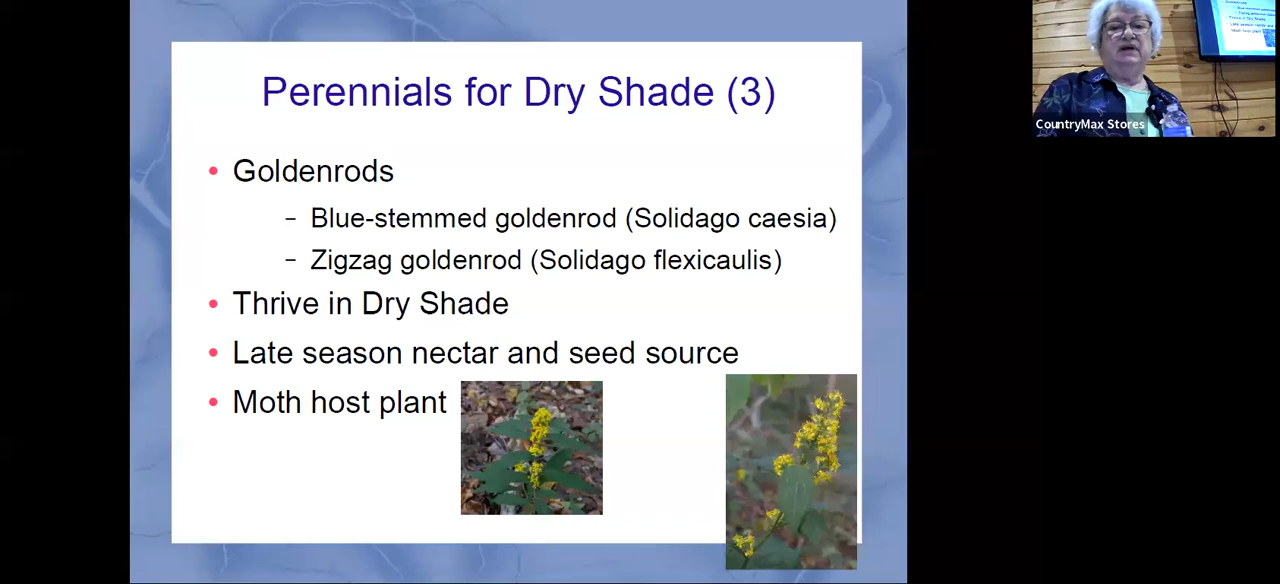 Perennials for Dry Shade (3)
• Goldenrods
– Blue-stemmed goldenrod (Solidago caesia)
– Zigzag goldenrod (Solidago flexicaulis)
• Thrive in Dry Shade
• Late season nectar and seed source
• Moth host plant
CountryMax Stores